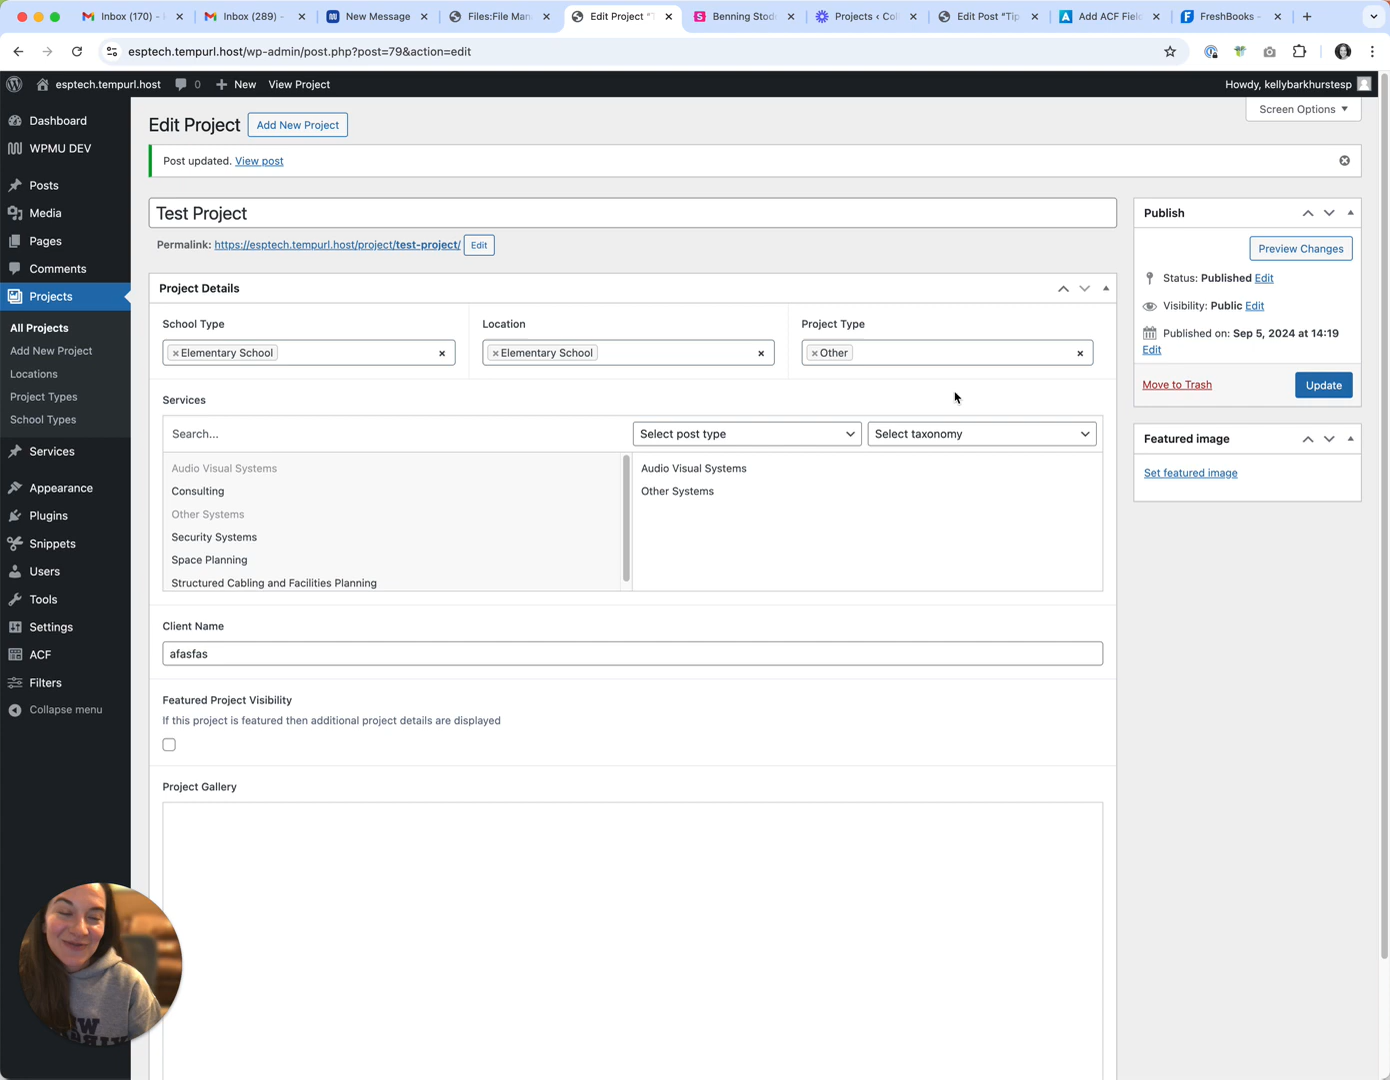 Inbox (170) -
Inbox (289) -
New Message
Files:File Man
Edit Project "T
Benning Stod
Projects ‹ Col
Edit Post "Tip
Add ACF Field
FreshBooks -
esptech.tempurl.host/wp-admin/post.php?post=79&action=edit
esptech.tempurl.host
0
New
View Project
Howdy, kellybarkhurstesp
Dashboard
WPMU DEV
Posts
Media
Pages
Comments
Projects
All Projects
Add New Project
Locations
Project Types
School Types
Services
Appearance
Plugins
Snippets
Users
Tools
Settings
ACF
Filters
Collapse menu
Screen Options
Edit Project
Add New Project
Post updated. View post
Test Project
Permalink: https://esptech.tempurl.host/project/test-project/ Edit
Project Details
School Type
Location
Project Type
×Elementary School ×
×Elementary School ×
×Other ×
Services
Search...
Select post type
Select taxonomy
Audio Visual Systems
Consulting
Other Systems
Security Systems
Space Planning
Structured Cabling and Facilities Planning
Audio Visual Systems
Other Systems
Client Name
afasfas
Featured Project Visibility
If this project is featured then additional project details are displayed
Project Gallery
Publish
Preview Changes
Status: Published Edit
Visibility: Public Edit
Published on: Sep 5, 2024 at 14:19
Edit
Move to Trash
Update
Featured image
Set featured image